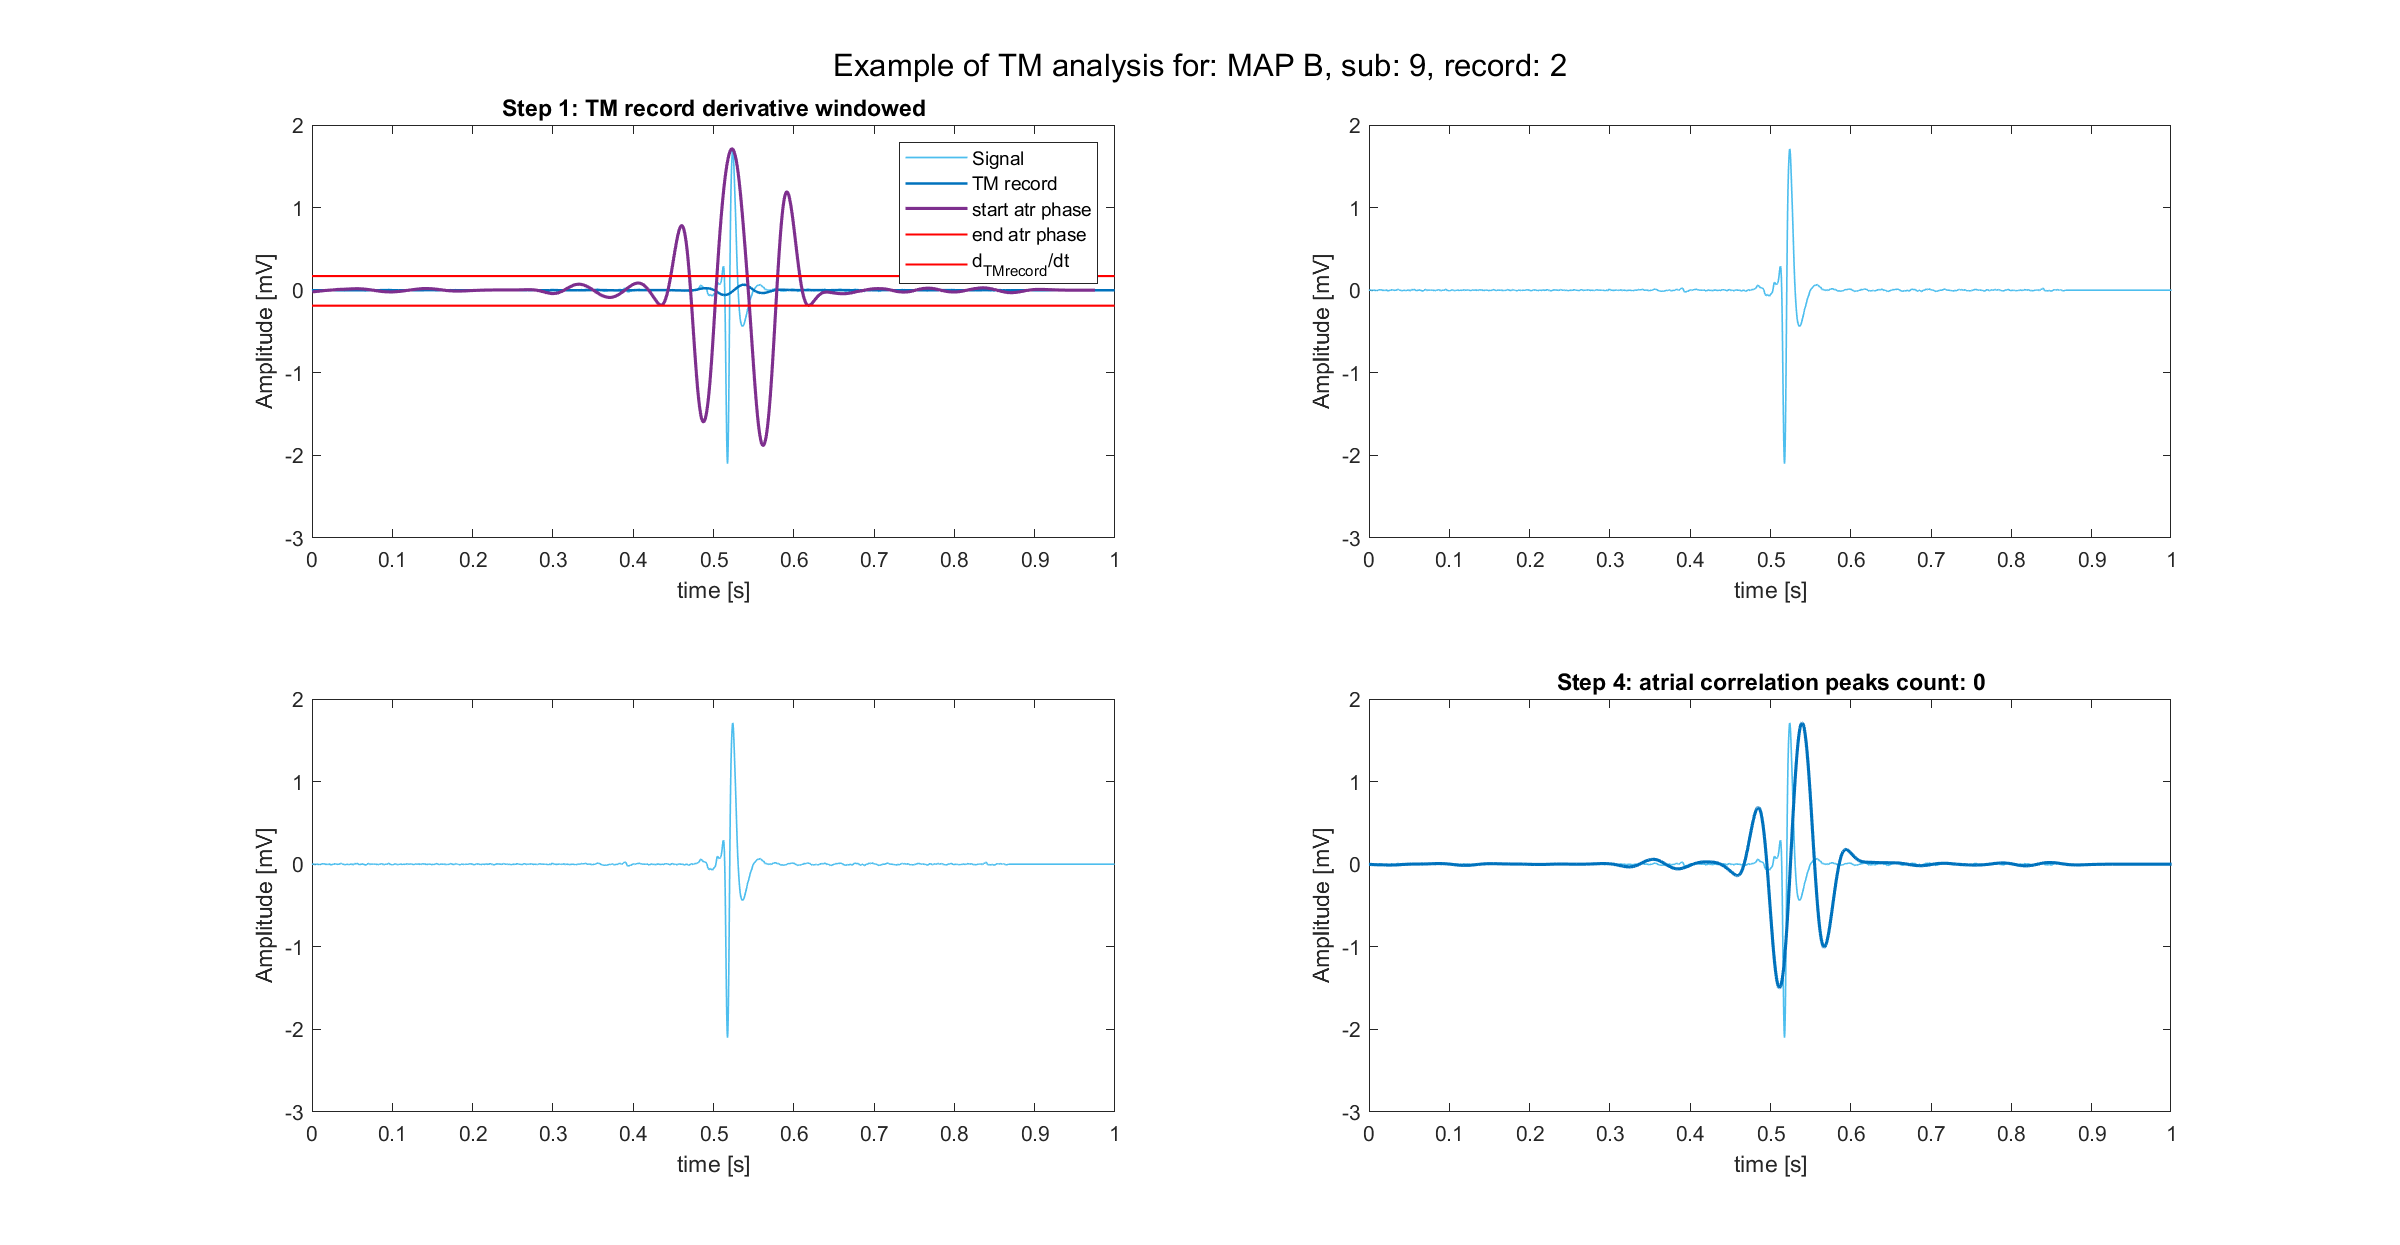 Example of TM analysis for: MAP B, sub: 9, record: 2
Step 1: TM record derivative windowed
Signal
TM record
start atr phase
end atr phase
d_TMrecord/dt
2
1
0
-1
-2
-3
Amplitude [mV]
0 0.1 0.2 0.3 0.4 0.5 0.6 0.7 0.8 0.9 1
time [s]
2
1
0
-1
-2
-3
Amplitude [mV]
0 0.1 0.2 0.3 0.4 0.5 0.6 0.7 0.8 0.9 1
time [s]
2
1
0
-1
-2
-3
Amplitude [mV]
0 0.1 0.2 0.3 0.4 0.5 0.6 0.7 0.8 0.9 1
time [s]
Step 4: atrial correlation peaks count: 0
2
1
0
-1
-2
-3
Amplitude [mV]
0 0.1 0.2 0.3 0.4 0.5 0.6 0.7 0.8 0.9 1
time [s]